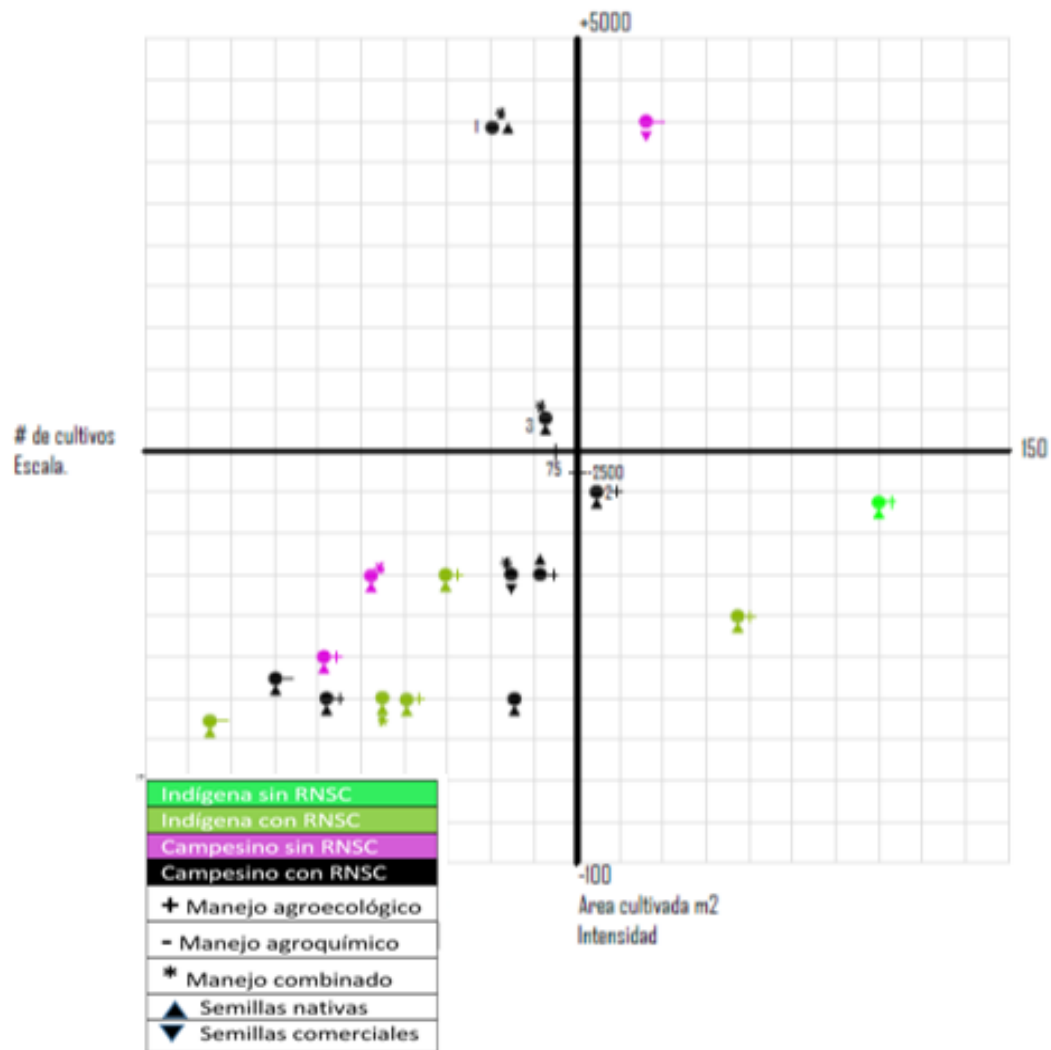 +5000
1
3
# de cultivos
Escala.
150
75
-2500
2
-100
Area cultivada m2
Intensidad
Indígena sin RNSC
Indígena con RNSC
Campesino sin RNSC
Campesino con RNSC
+ Manejo agroecológico
- Manejo agroquímico
* Manejo combinado
▲ Semillas nativas
▼ Semillas comerciales